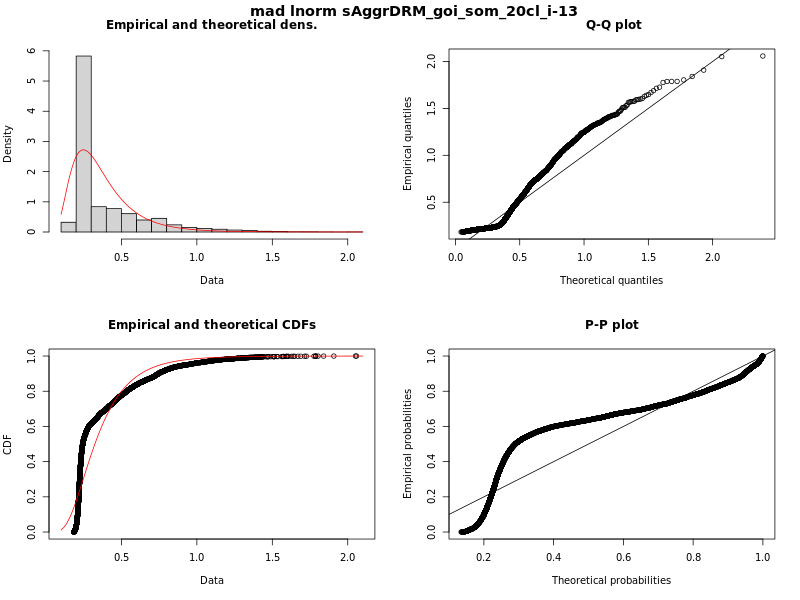 mad lnorm sAggrDRM_goi_som_20cl_i-13
Empirical and theoretical dens.
Density
0 1 2 3 4 5 6
0.5 1.0 1.5 2.0
Data
Q-Q plot
Empirical quantiles
0.5 1.0 1.5 2.0
0.0 0.5 1.0 1.5 2.0
Theoretical quantiles
Empirical and theoretical CDFs
CDF
0.0 0.2 0.4 0.6 0.8 1.0
0.5 1.0 1.5 2.0
Data
P-P plot
Empirical probabilities
0.0 0.2 0.4 0.6 0.8 1.0
0.2 0.4 0.6 0.8 1.0
Theoretical probabilities